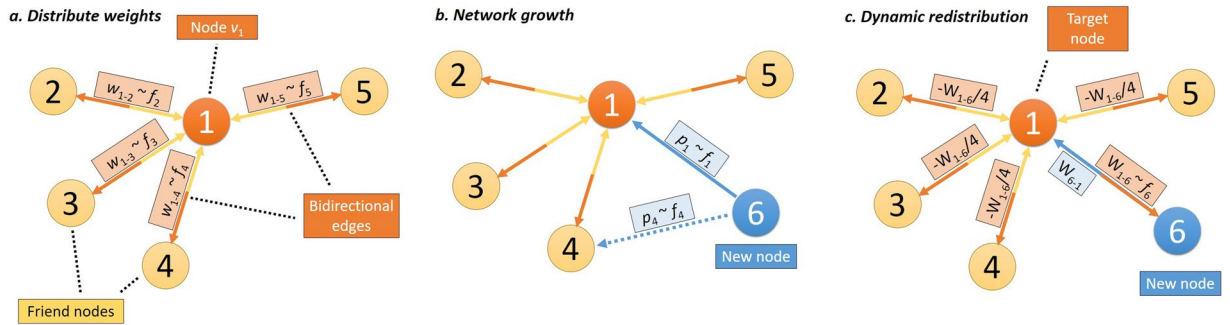 a. Distribute weights
Node v₁
2
w₁₋₂ ~ f₂
w₁₋₅ ~ f₅
5
1
w₁₋₃ ~ f₃
w₁₋₄ ~ f₄
3
Bidirectional
edges
4
Friend nodes
b. Network growth
2
5
1
p₁ ~ f₁
3
p₄ ~ f₄
6
4
New node
c. Dynamic redistribution
Target
node
2
-W₁₋₆/4
-W₁₋₆/4
5
1
-W₁₋₆/4
W₆₋₁
W₁₋₆ ~ f₆
-W₁₋₆/4
3
6
4
New node